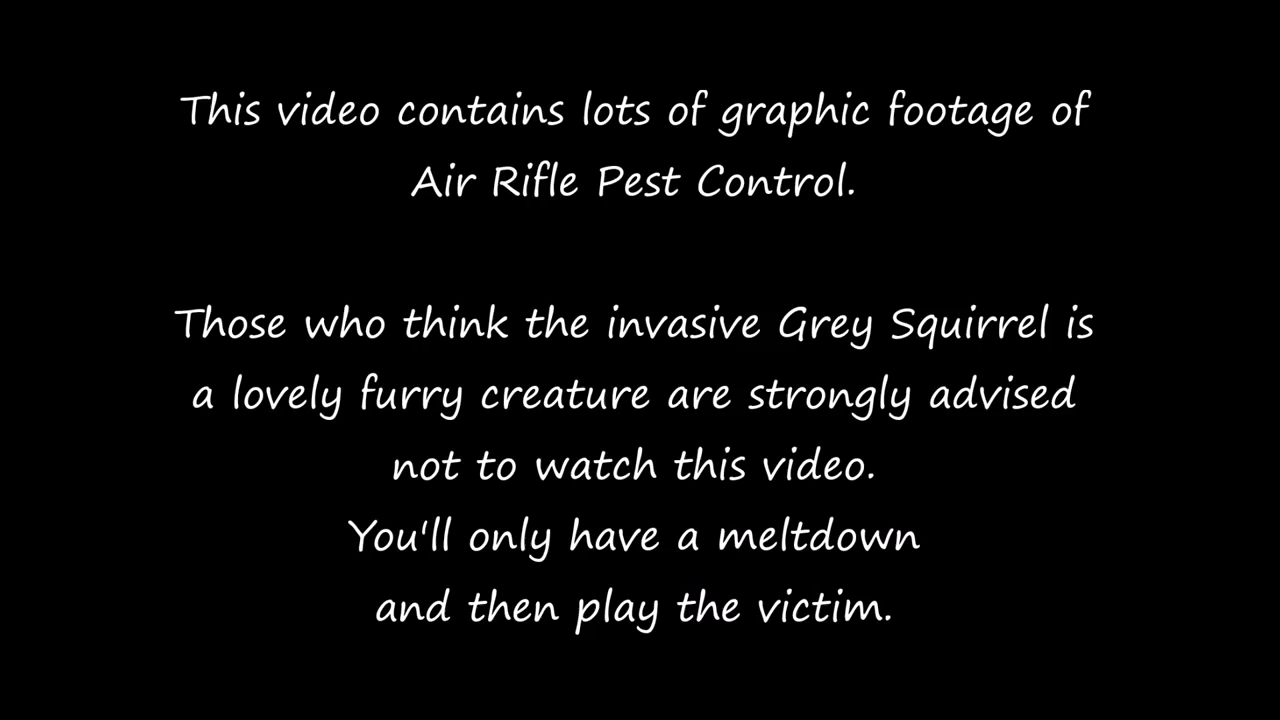 This video contains lots of graphic footage of
Air Rifle Pest Control.
Those who think the invasive Grey Squirrel is
a lovely furry creature are strongly advised
not to watch this video.
You'll only have a meltdown
and then play the victim.